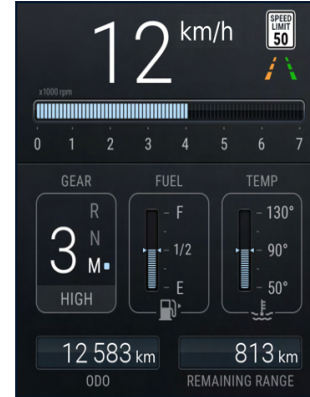 12 km/h
SPEED
LIMIT
50
x1000 rpm
0 1 2 3 4 5 6 7
GEAR FUEL TEMP
R F 130°
3 N 1/2 90°
M E 50°
HIGH
12 583 km 813 km
ODO REMAINING RANGE